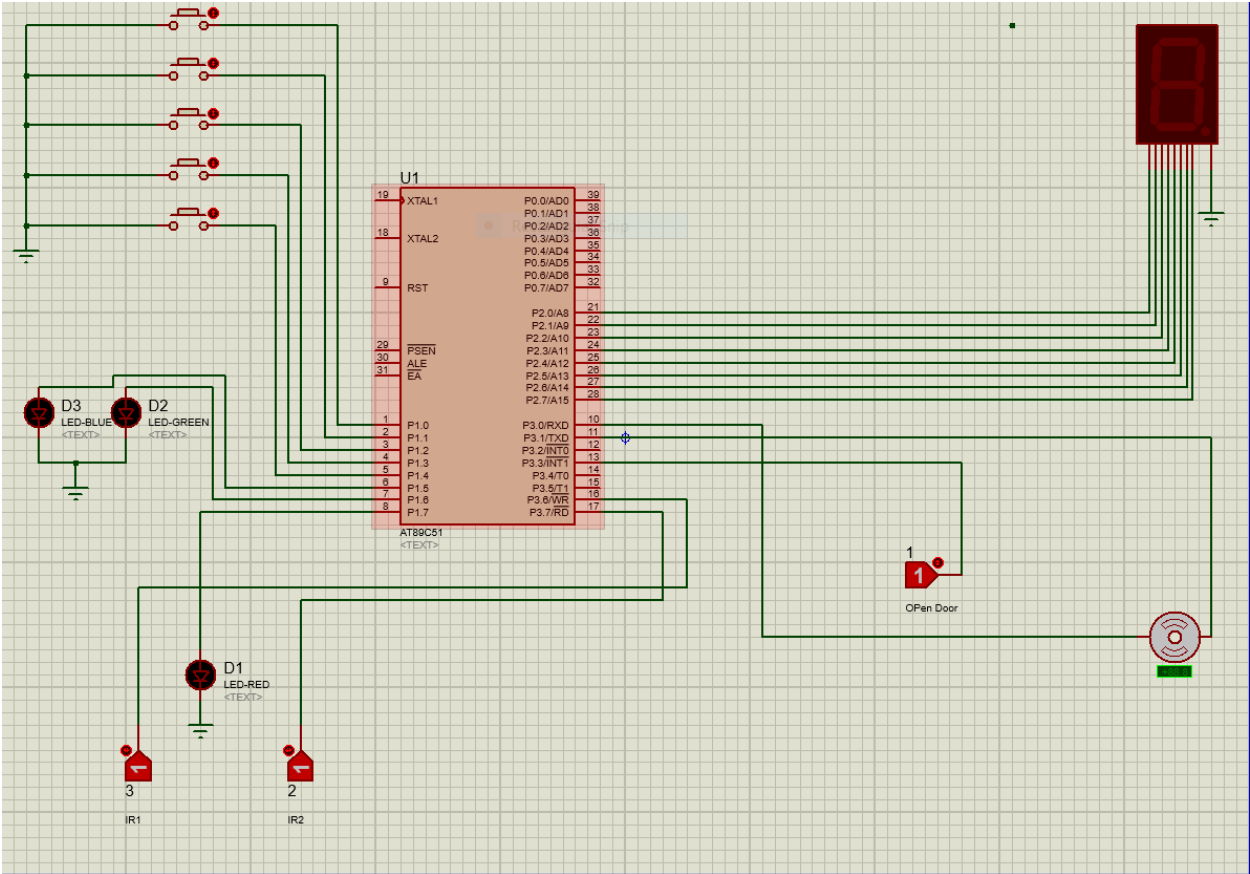 U1
19
XTAL1
18
XTAL2
9
RST
29
PSEN
30
ALE
31
EA
1
P1.0
2
P1.1
3
P1.2
4
P1.3
5
P1.4
6
P1.5
7
P1.6
8
P1.7
P0.0/AD0
39
P0.1/AD1
38
P0.2/AD2
37
P0.3/AD3
36
P0.4/AD4
35
P0.5/AD5
34
P0.6/AD6
33
P0.7/AD7
32
P2.0/A8
21
P2.1/A9
22
P2.2/A10
23
P2.3/A11
24
P2.4/A12
25
P2.5/A13
26
P2.6/A14
27
P2.7/A15
28
P3.0/RXD
10
P3.1/TXD
11
P3.2/INT0
12
P3.3/INT1
13
P3.4/T0
14
P3.5/T1
15
P3.6/WR
16
P3.7/RD
17
AT89C51
<TEXT>
D3
LED-BLUE
<TEXT>
D2
LED-GREEN
<TEXT>
1
1
OPen Door
D1
LED-RED
<TEXT>
1
3
IR1
1
2
IR2